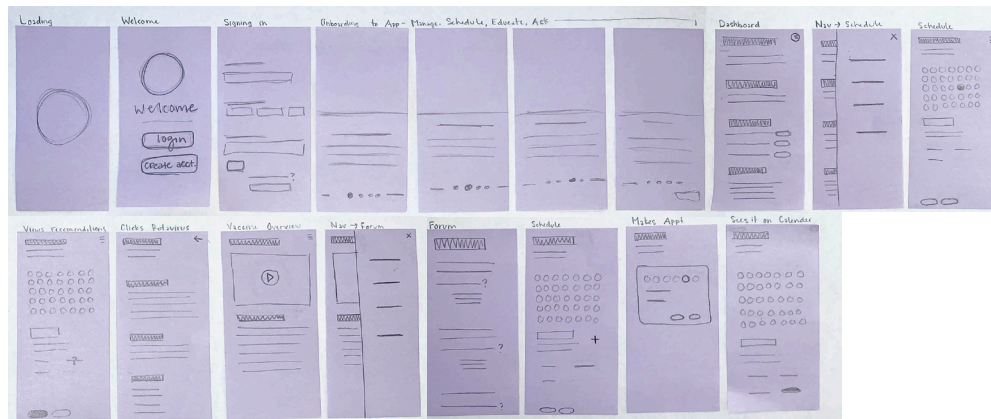 Loading
Welcome
Signing in
Onboarding to App - Manage, Schedule, Educate, Ask
Dashboard
Nav → Schedule
Schedule
x
Welcome
login
create acct.
?
Views recomendations
Clicks Rotavirus
Vaccine Overview
Nav → Forum
Forum
Schedule
Makes Appt
Sees it on Calendar
x
?
?
?
?
+